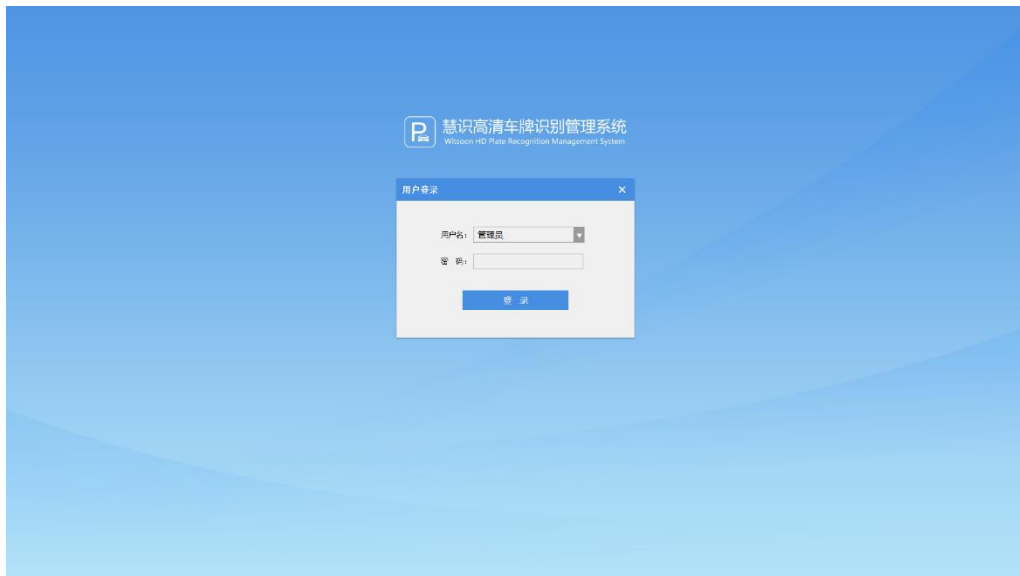 慧识高清车牌识别管理系统
Witsoon HD Plate Recognition Management System
用户登录
用户名：管理员
密 码：
登 录